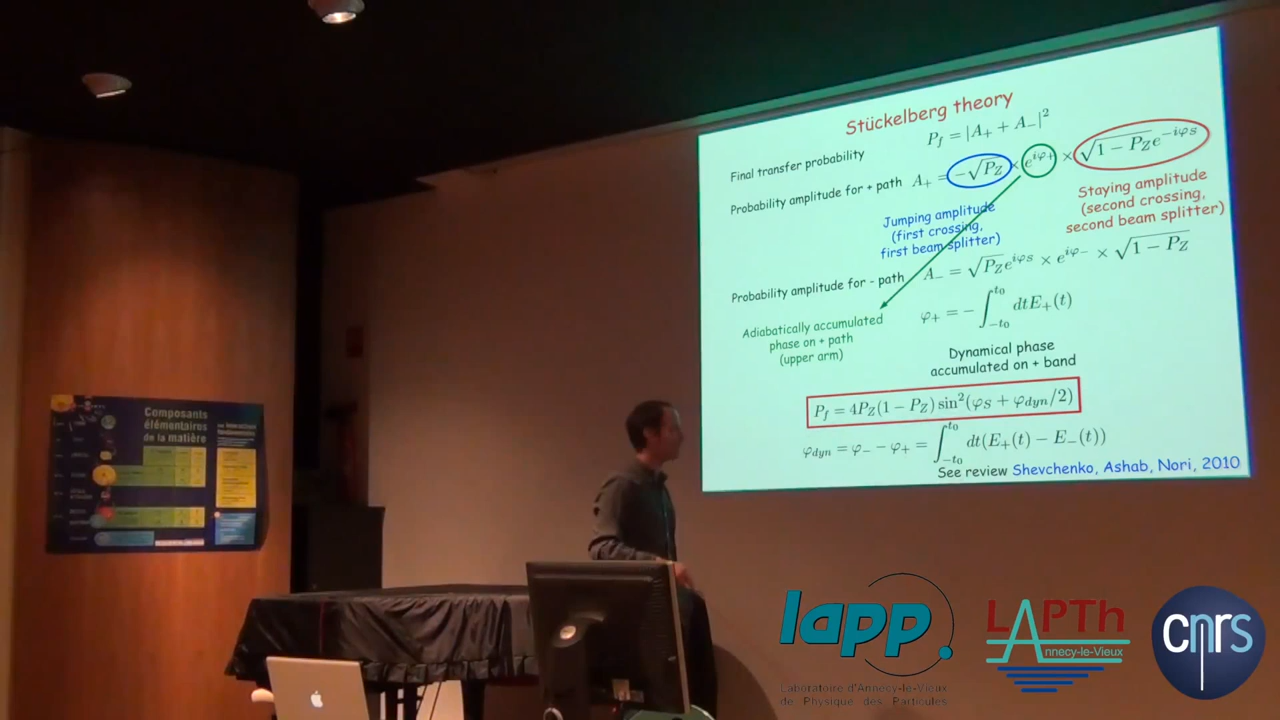 Stückelberg theory
Final transfer probability
P_f = |A_+ + A_-|^2
Probability amplitude for + path A_+ = -√P_Z × e^{iφ_+} × √(1 - P_Z) e^{-iφ_S}
Jumping amplitude
(first crossing,
first beam splitter)
Staying amplitude
(second crossing,
second beam splitter)
Probability amplitude for - path A_- = √P_Z e^{iφ_S} × e^{iφ_-} × √(1 - P_Z)
Adiabatically accumulated
phase on + path
(upper arm)
φ_+ = -∫_{-t_0}^{t_0} dt E_+(t)
Dynamical phase
accumulated on + band
P_f = 4P_Z(1 - P_Z) sin^2(φ_S + φ_dyn/2)
φ_dyn = φ_- - φ_+ = ∫_{-t_0}^{t_0} dt(E_+(t) - E_-(t))
See review Shevchenko, Ashab, Nori, 2010
Composants
élémentaires
de la matière
lapp
Laboratoire d'Annecy-le-Vieux
de Physique des Particules
LAPTh
Annecy-le-Vieux
cnrs